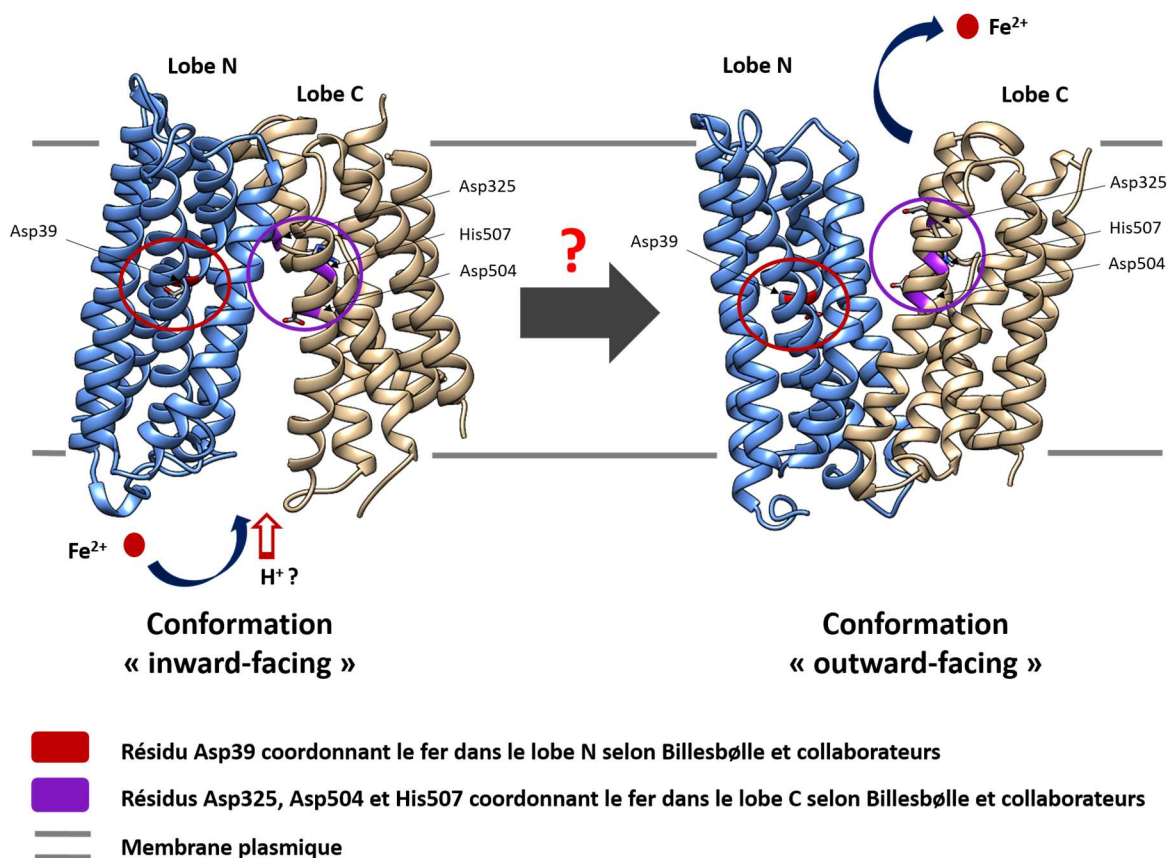 Fe²⁺
Lobe N
Lobe C
Asp325
Asp39
His507
Asp504
?
Lobe N
Lobe C
Asp325
Asp39
His507
Asp504
Fe²⁺
H⁺ ?
Conformation
« inward-facing »
Conformation
« outward-facing »
Résidu Asp39 coordonnant le fer dans le lobe N selon Billesbølle et collaborateurs
Résidus Asp325, Asp504 et His507 coordonnant le fer dans le lobe C selon Billesbølle et collaborateurs
Membrane plasmique